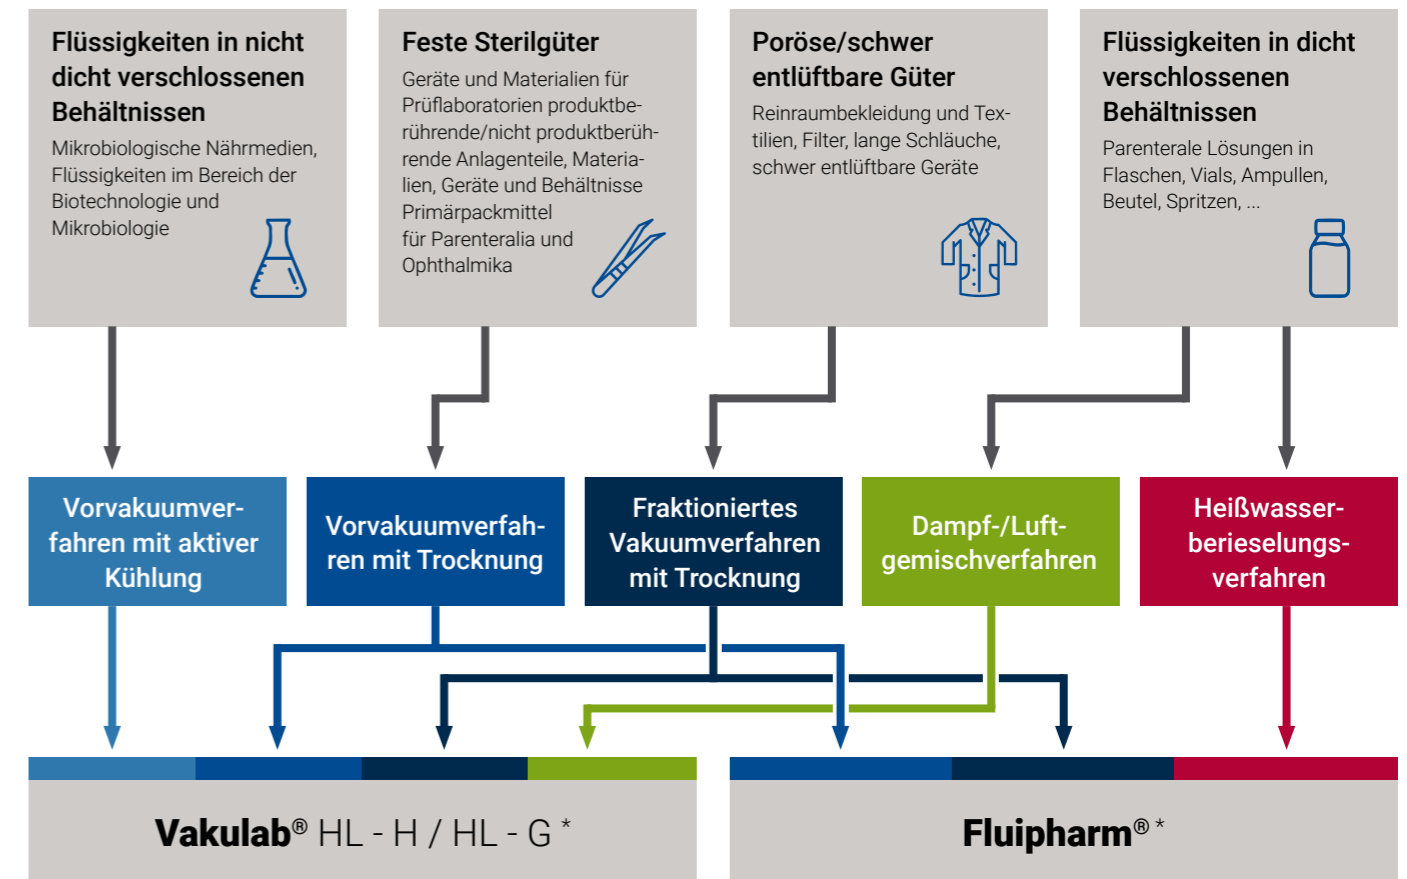 Flüssigkeiten in nicht
dicht verschlossenen
Behältnissen
Mikrobiologische Nährmedien,
Flüssigkeiten im Bereich der
Biotechnologie und
Mikrobiologie
Feste Sterilgüter
Geräte und Materialien für
Prüflaboratorien produktbe-
rührende/nicht produktberüh-
rende Anlagenteile, Materia-
lien, Geräte und Behältnisse
Primärpackmittel
für Parenteralia und
Ophthalmika
Poröse/schwer
entlüftbare Güter
Reinraumbekleidung und Tex-
tilien, Filter, lange Schläuche,
schwer entlüftbare Geräte
Flüssigkeiten in dicht
verschlossenen
Behältnissen
Parenterale Lösungen in
Flaschen, Vials, Ampullen,
Beutel, Spritzen, ...
Vorvakuumver-
fahren mit aktiver
Kühlung
Vorvakuumverfah-
ren mit Trocknung
Fraktioniertes
Vakuumverfahren
mit Trocknung
Dampf-/Luft-
gemischverfahren
Heißwasser-
berieselungs-
verfahren
Vakulab® HL - H / HL - G *
Fluipharm® *